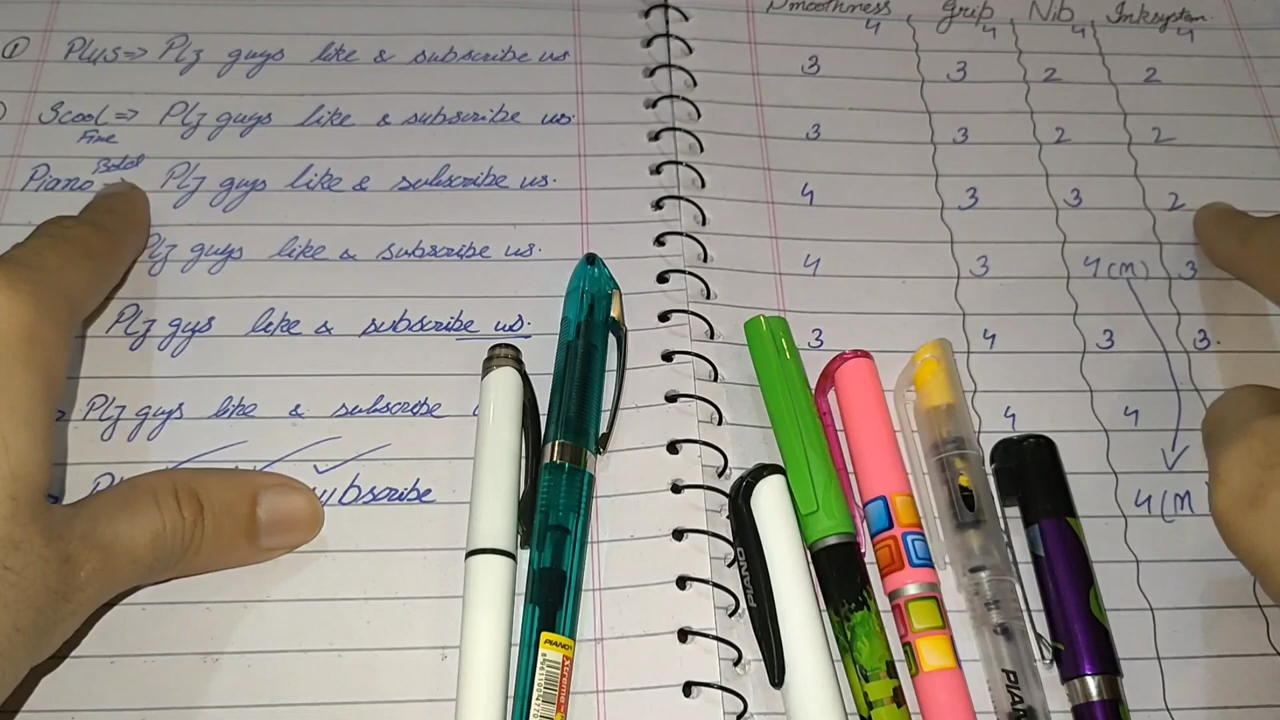 ① Plus => Plz guys like & subscribe us
Scool => Plz guys like & subscribe us.
Fine
Bold
Piano => Plz guys like & subscribe us.
Plz guys like & subscribe us.
Plz guys like & subscribe us.
Plz guys like & subscribe
subscribe
Smoothness, Grip, Nib, Inksystem.
4 4 4 4
3 3 2 2
3 3 2 2
4 3 3 2
4 3 4(M) 3
3 4 3 3.
4 4
4(M
PIANO
Xtreme
8961100427
PIANO
PIAN